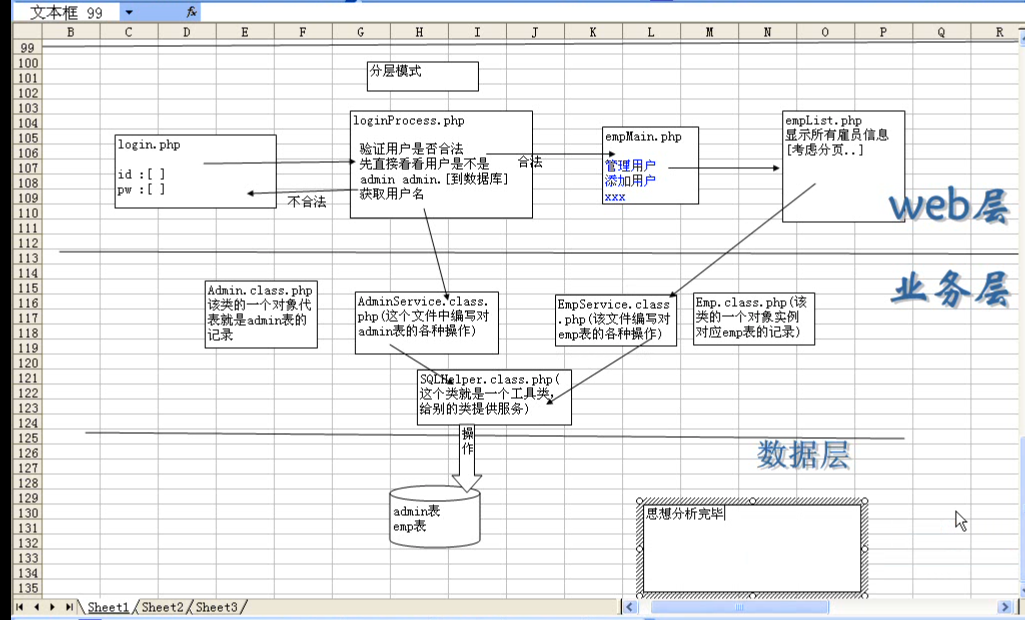 文本框 99
fx
B C D E F G H I J K L M N O P Q R
99
100
101
102
103
104
105
106
107
108
109
110
111
112
113
114
115
116
117
118
119
120
121
122
123
124
125
126
127
128
129
130
131
132
133
134
135
分层模式
login.php
id :[ ]
pw :[ ]
loginProcess.php
验证用户是否合法
先直接看看用户是不是
admin admin.[到数据库]
获取用户名
合法
不合法
empMain.php
管理用户
添加用户
xxx
empList.php
显示所有雇员信息
[考虑分页..]
web层
业务层
Admin.class.php
该类的一个对象代
表就是admin表的
记录
AdminService.class.
php(这个文件中编写对
admin表的各种操作)
EmpService.class
.php(该文件编写对
emp表的各种操作)
Emp.class.php(该
类的一个对象实例
对应emp表的记录)
SQLHelper.class.php(
这个类就是一个工具类,
给别的类提供服务)
操
作
数据层
admin表
emp表
思想分析完毕
Sheet1 Sheet2 Sheet3